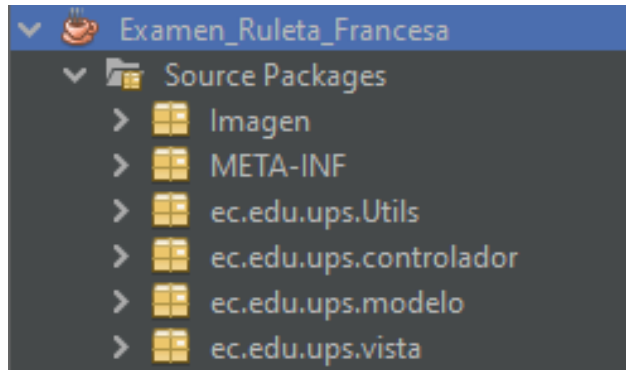 Examen_Ruleta_Francesa
Source Packages
Imagen
META-INF
ec.edu.ups.Utils
ec.edu.ups.controlador
ec.edu.ups.modelo
ec.edu.ups.vista